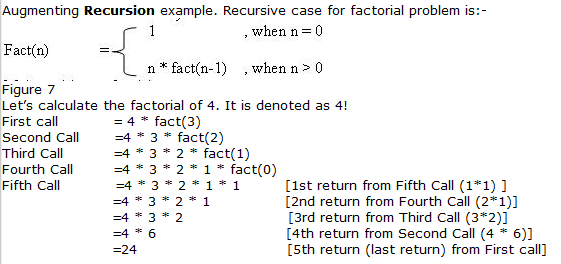 Augmenting Recursion example. Recursive case for factorial problem is:-
1 , when n = 0
Fact(n) =
n * fact(n-1) , when n > 0
Figure 7
Let's calculate the factorial of 4. It is denoted as 4!
First call = 4 * fact(3)
Second Call =4 * 3 * fact(2)
Third Call =4 * 3 * 2 * fact(1)
Fourth Call =4 * 3 * 2 * 1 * fact(0)
Fifth Call =4 * 3 * 2 * 1 * 1 [1st return from Fifth Call (1*1) ]
=4 * 3 * 2 * 1 [2nd return from Fourth Call (2*1)]
=4 * 3 * 2 [3rd return from Third Call (3*2)]
=4 * 6 [4th return from Second Call (4 * 6)]
=24 [5th return (last return) from First call]